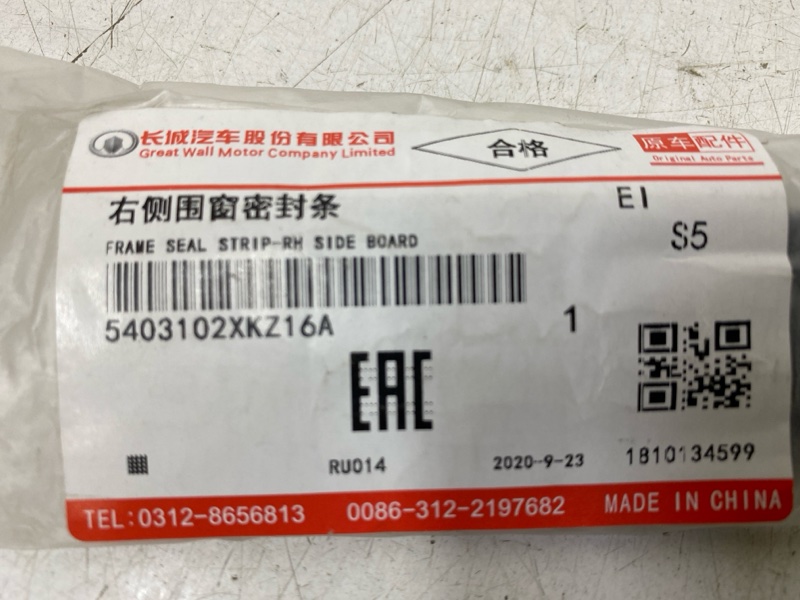 长城汽车股份有限公司
Great Wall Motor Company Limited
合格
原车配件
Original Auto Parts
右侧围窗密封条
EI
FRAME SEAL STRIP-RH SIDE BOARD
S5
5403102XKZ16A
1
EAC
RU014
2020-9-23
1810134599
TEL:0312-8656813
0086-312-2197682
MADE IN CHINA